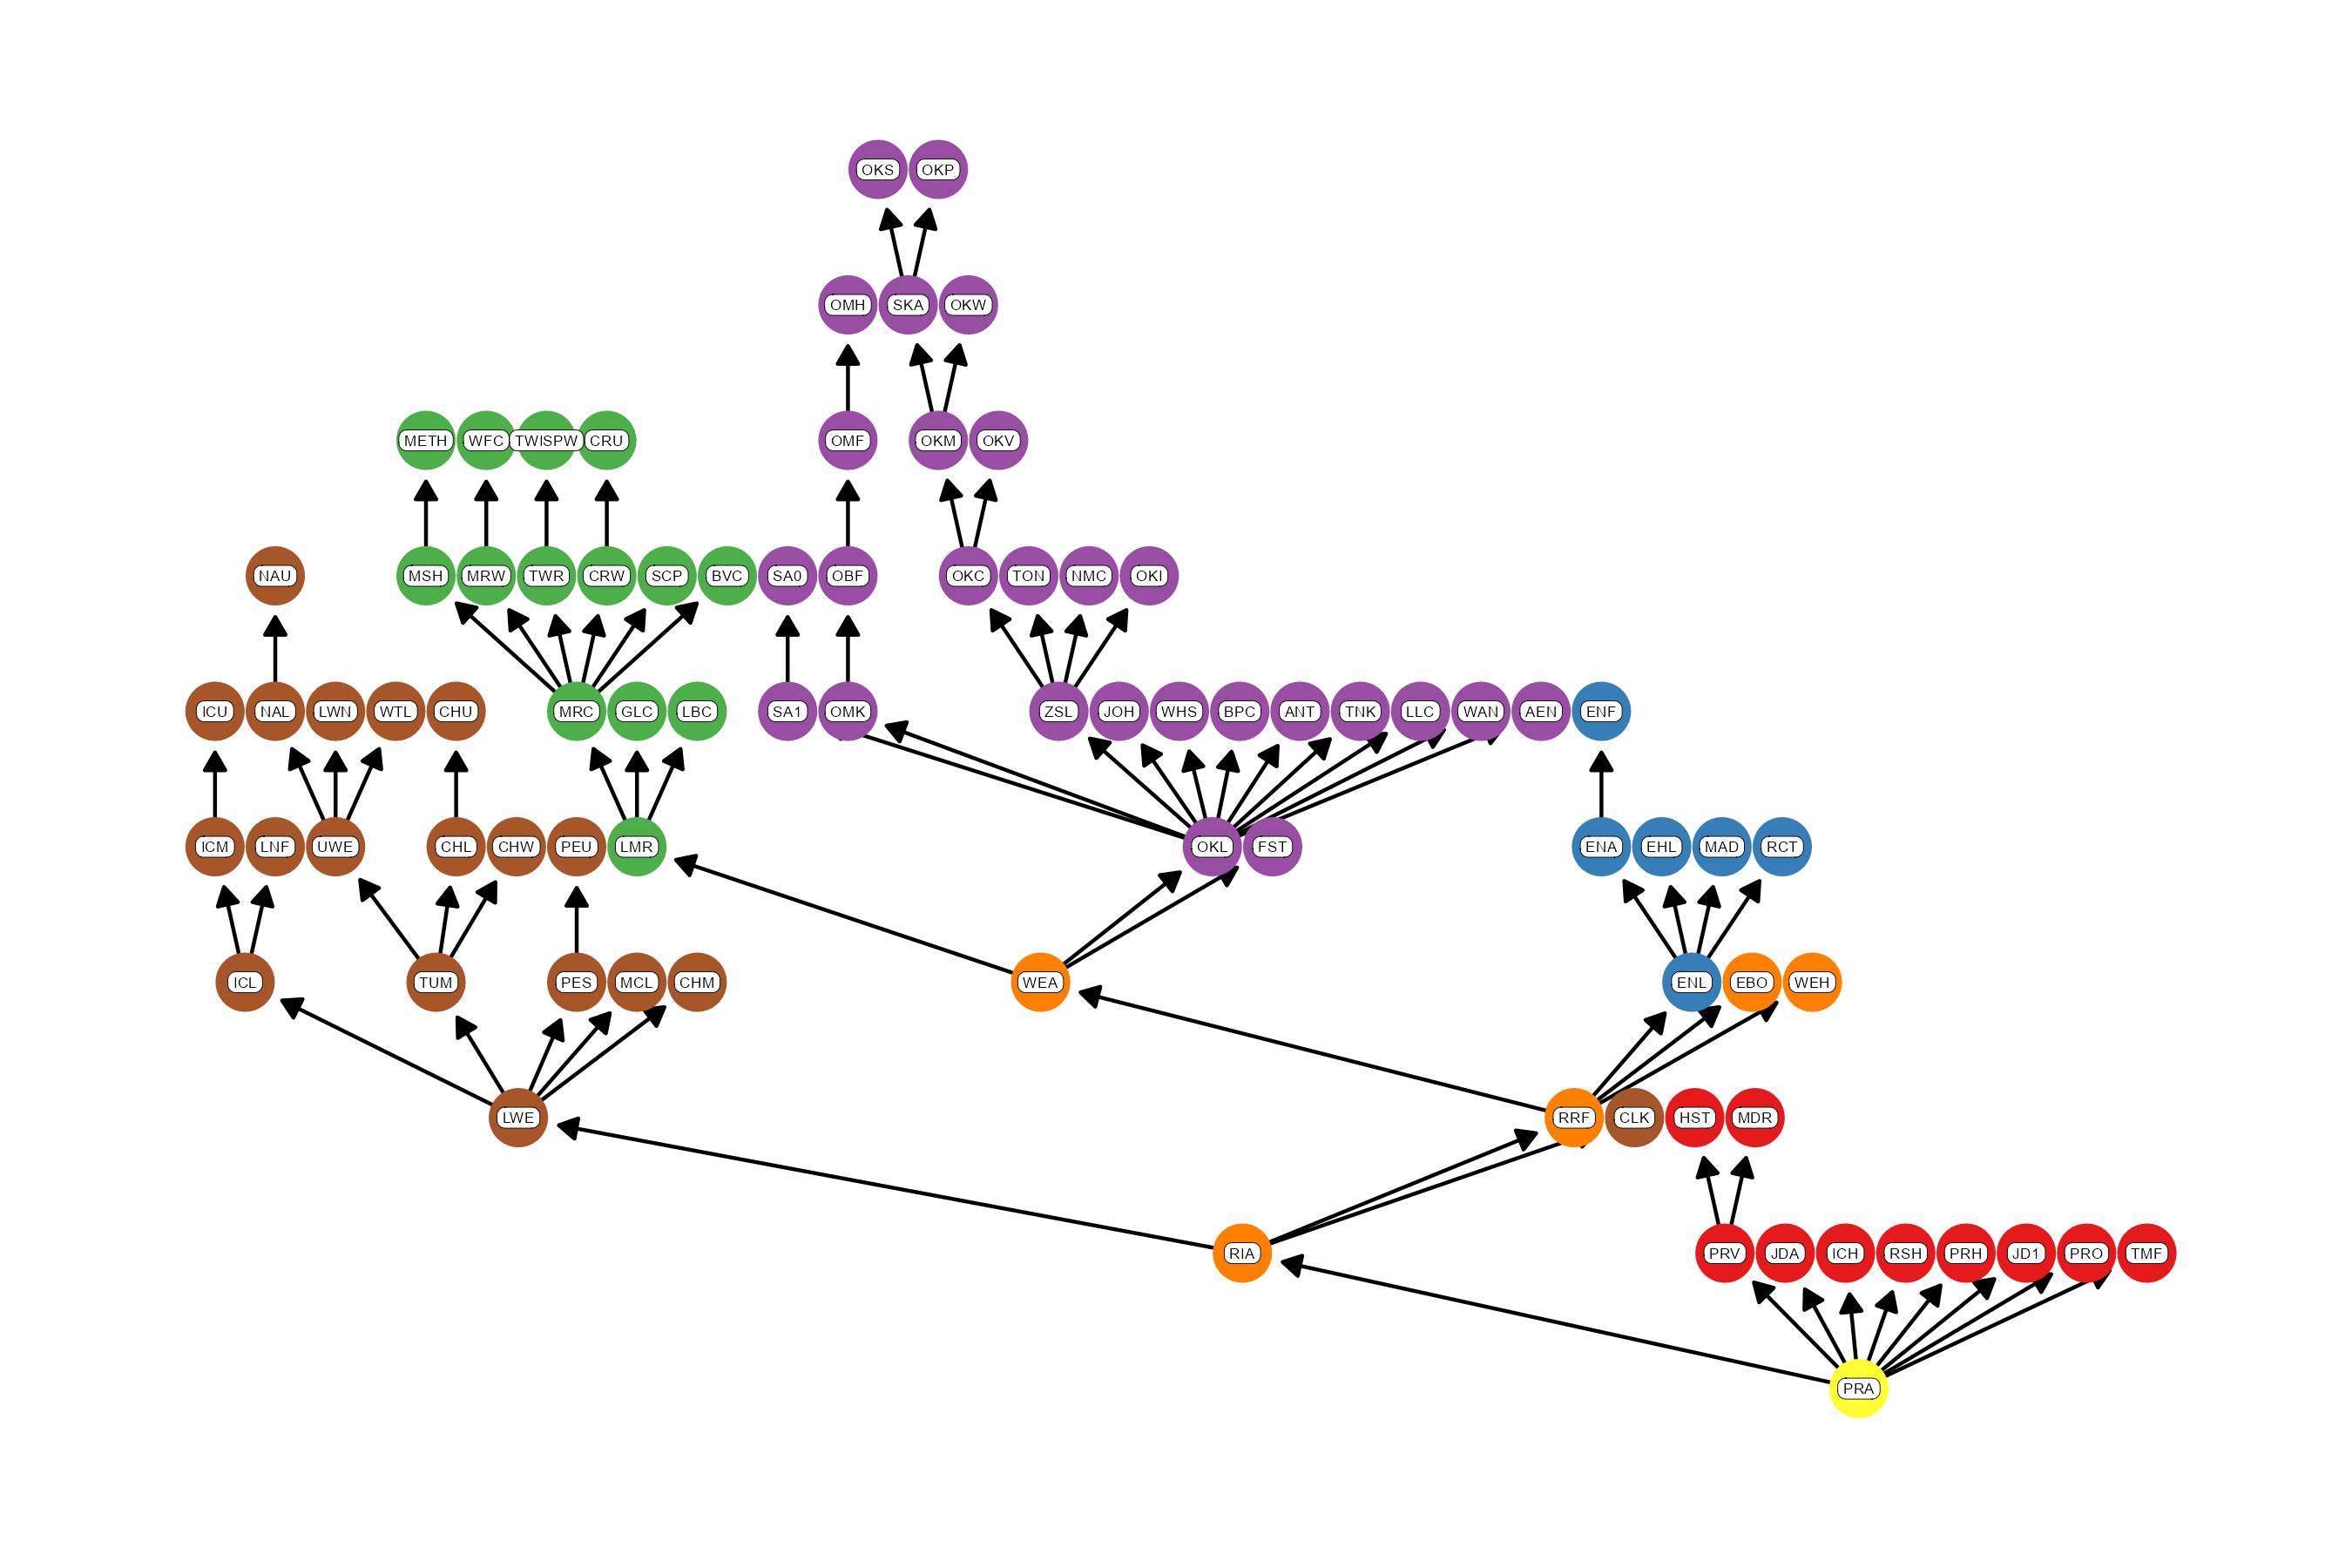 OKS OKP
OMH SKA OKW
METH WFC TWISPW CRU OMF OKM OKV
NAU MSH MRW TWR CRW SCP BVC SA0 OBF OKC TON NMC OKI
ICU NAL LWN WTL CHU MRC GLC LBC SA1 OMK ZSL JOH WHS BPC ANT TNK LLC WAN AEN ENF
ICM LNF UWE CHL CHW PEU LMR OKL FST ENA EHL MAD RCT
ICL TUM PES MCL CHM WEA ENL EBO WEH
LWE RRF CLK HST MDR
RIA PRV JDA ICH RSH PRH JD1 PRO TMF
PRA